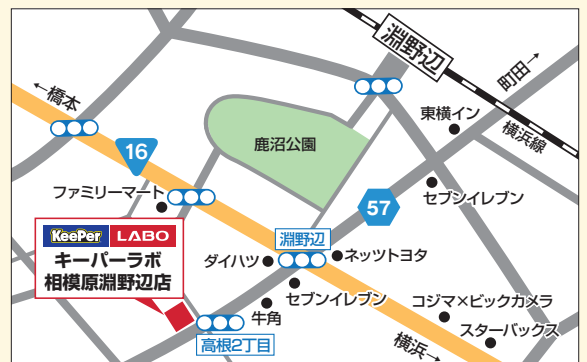 淵野辺
町田→
←橋本
東横イン
横浜線
16
鹿沼公園
ファミリーマート
セブンイレブン
57
KeePer LABO
キーパーラボ
相模原淵野辺店
淵野辺
ダイハツ
ネッツトヨタ
セブンイレブン
牛角
コジマ×ビックカメラ
スターバックス
高根2丁目
横浜→